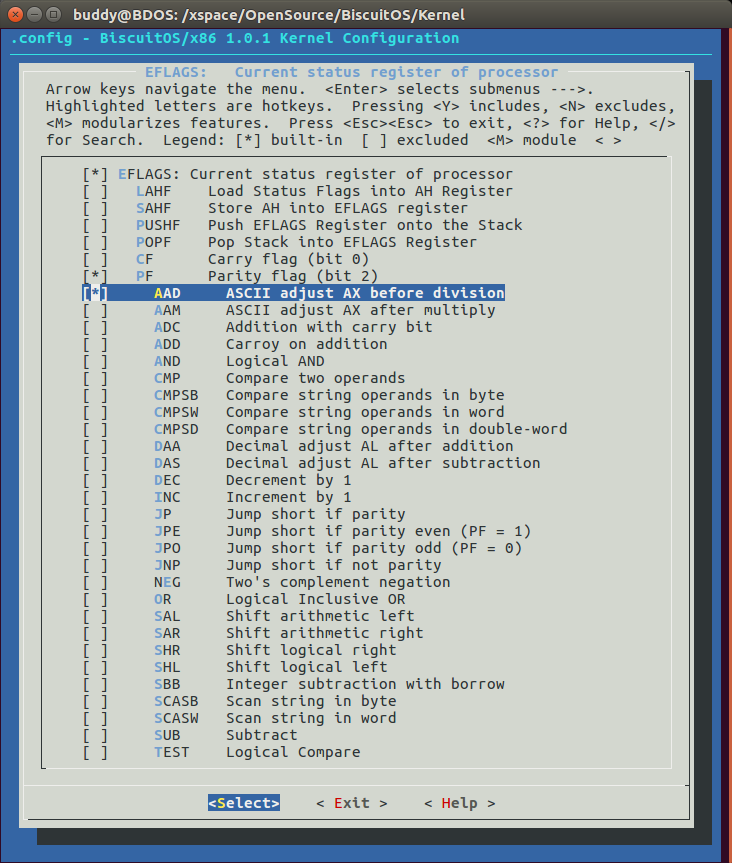 buddy@BDOS: /xspace/OpenSource/BiscuitOS/Kernel
.config - BiscuitOS/x86 1.0.1 Kernel Configuration
EFLAGS:   Current status register of processor
Arrow keys navigate the menu.  <Enter> selects submenus --->.
Highlighted letters are hotkeys.  Pressing <Y> includes, <N> excludes,
<M> modularizes features.  Press <Esc><Esc> to exit, <?> for Help, </>
for Search.  Legend: [*] built-in  [ ] excluded  <M> module  < >
[*] EFLAGS: Current status register of processor
[ ]   LAHF    Load Status Flags into AH Register
[ ]   SAHF    Store AH into EFLAGS register
[ ]   PUSHF   Push EFLAGS Register onto the Stack
[ ]   POPF    Pop Stack into EFLAGS Register
[ ]   CF      Carry flag (bit 0)
[*]   PF      Parity flag (bit 2)
[*]     AAD     ASCII adjust AX before division
[ ]     AAM     ASCII adjust AX after multiply
[ ]     ADC     Addition with carry bit
[ ]     ADD     Carroy on addition
[ ]     AND     Logical AND
[ ]     CMP     Compare two operands
[ ]     CMPSB   Compare string operands in byte
[ ]     CMPSW   Compare string operands in word
[ ]     CMPSD   Compare string operands in double-word
[ ]     DAA     Decimal adjust AL after addition
[ ]     DAS     Decimal adjust AL after subtraction
[ ]     DEC     Decrement by 1
[ ]     INC     Increment by 1
[ ]     JP      Jump short if parity
[ ]     JPE     Jump short if parity even (PF = 1)
[ ]     JPO     Jump short if parity odd (PF = 0)
[ ]     JNP     Jump short if not parity
[ ]     NEG     Two's complement negation
[ ]     OR      Logical Inclusive OR
[ ]     SAL     Shift arithmetic left
[ ]     SAR     Shift arithmetic right
[ ]     SHR     Shift logical right
[ ]     SHL     Shift logical left
[ ]     SBB     Integer subtraction with borrow
[ ]     SCASB   Scan string in byte
[ ]     SCASW   Scan string in word
[ ]     SUB     Subtract
[ ]     TEST    Logical Compare
<Select>    < Exit >    < Help >